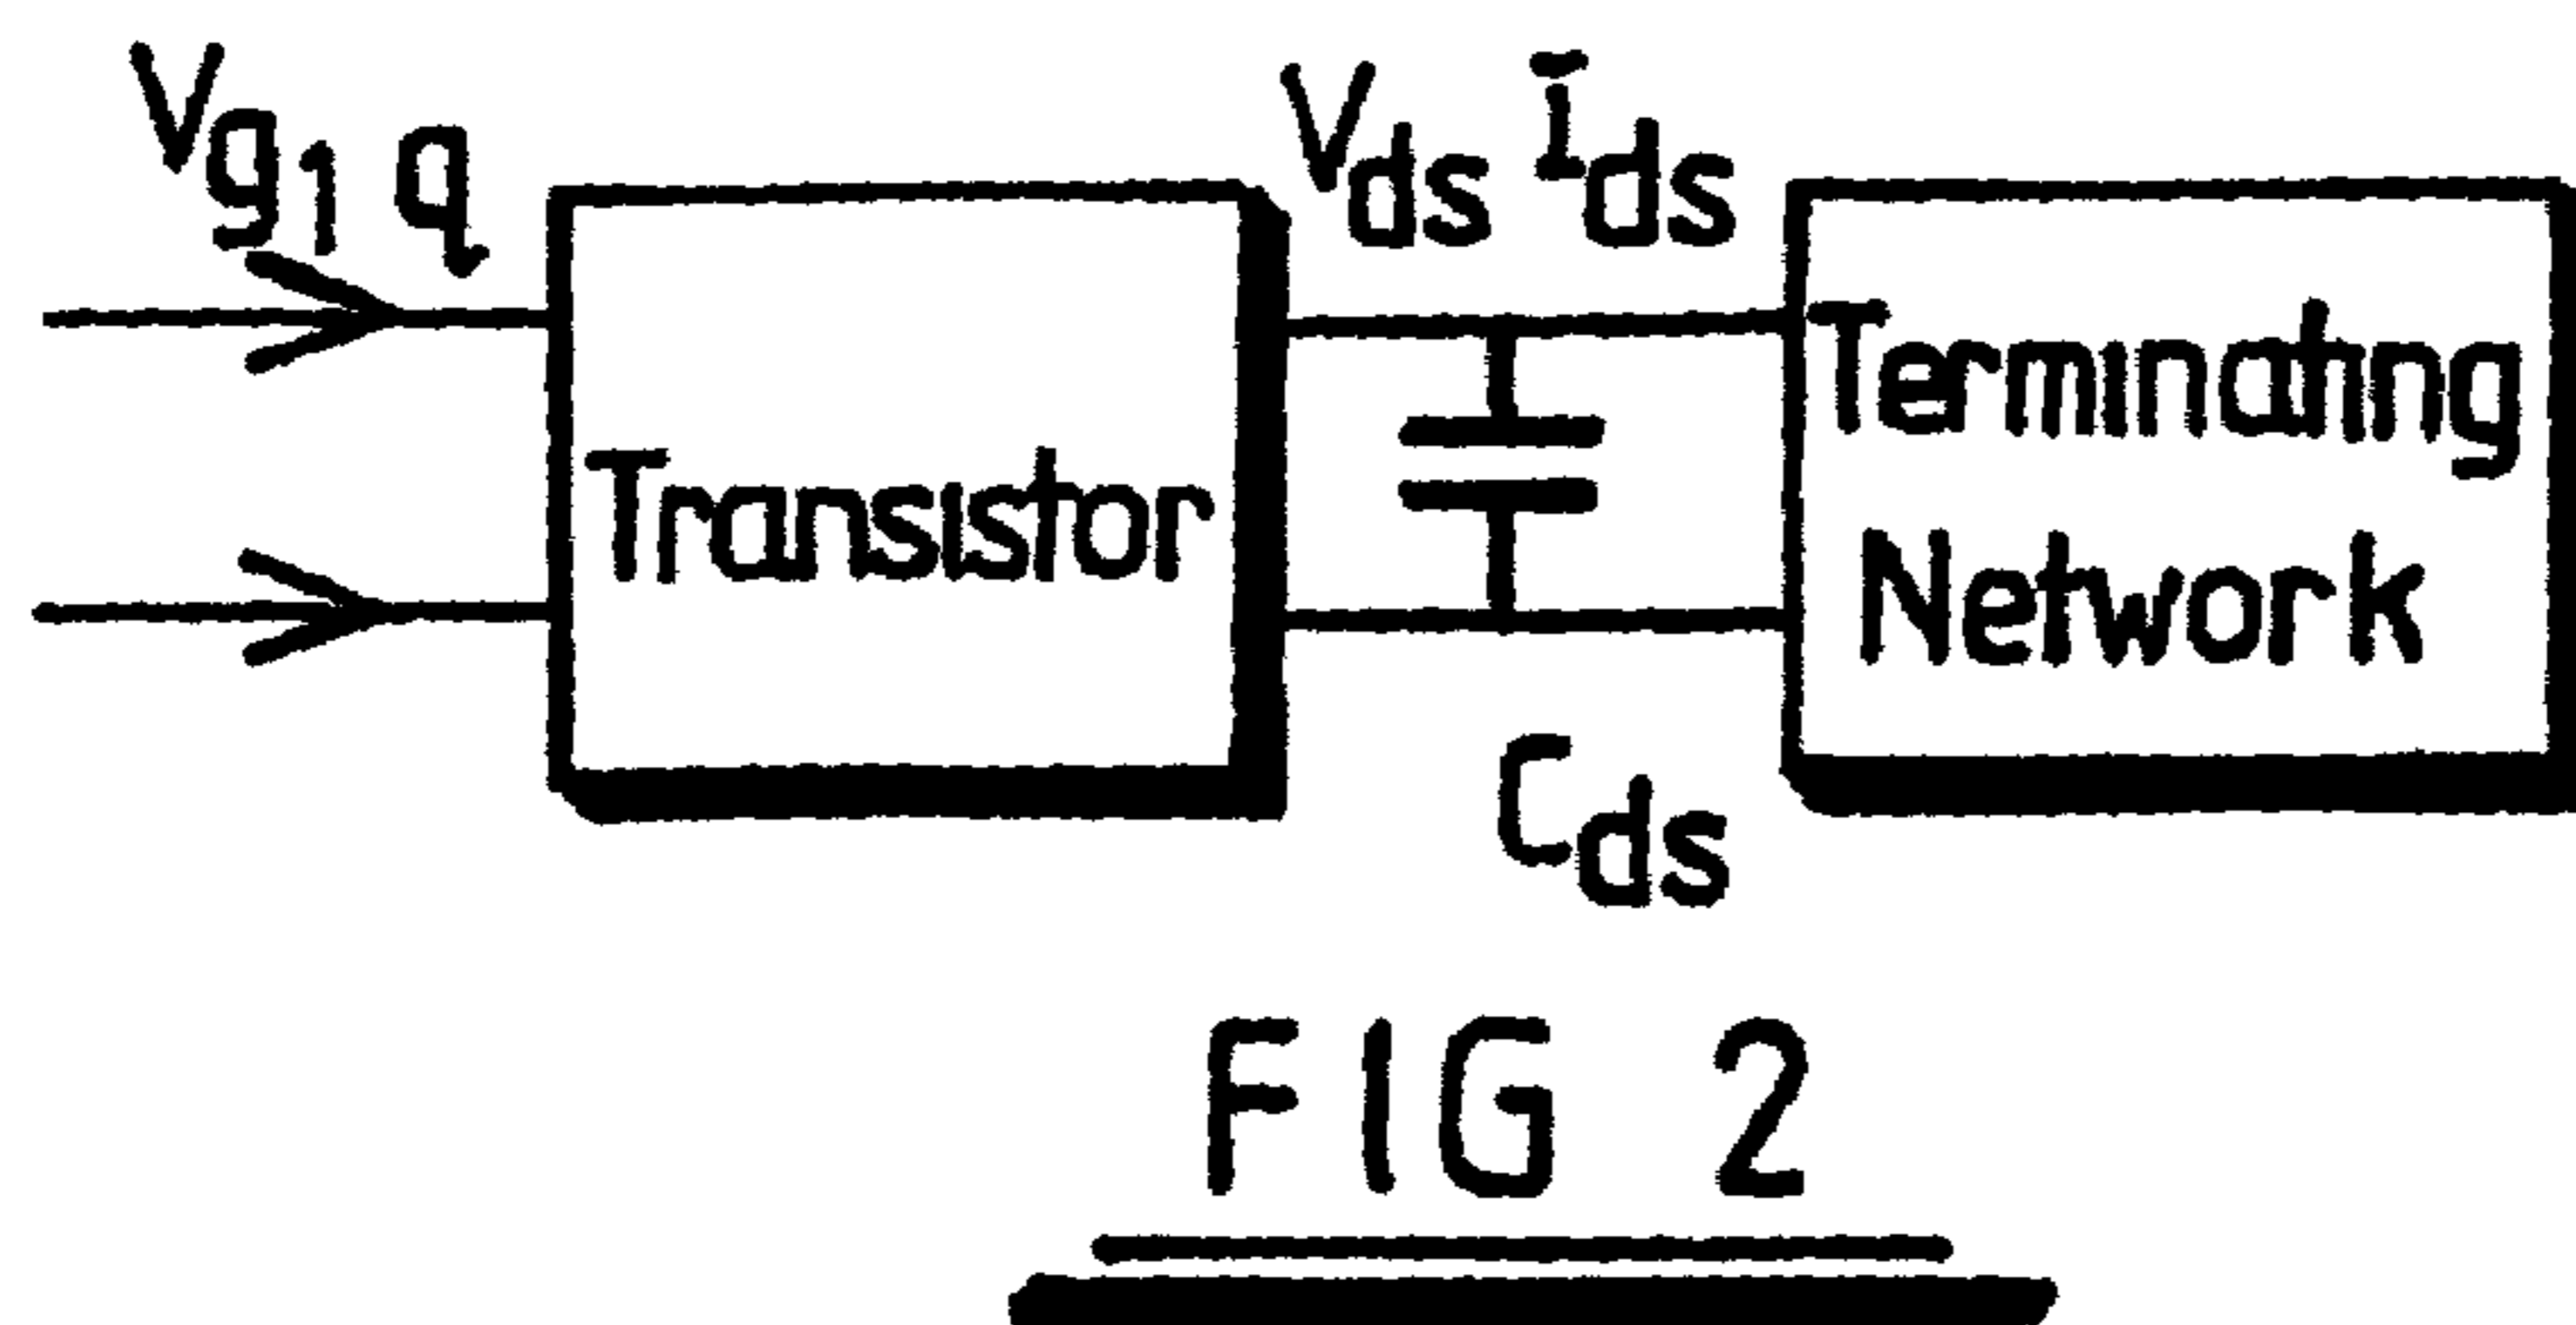 Vg1 q
Vds Ids
Transistor
Terminating
Network
Cds
FIG 2